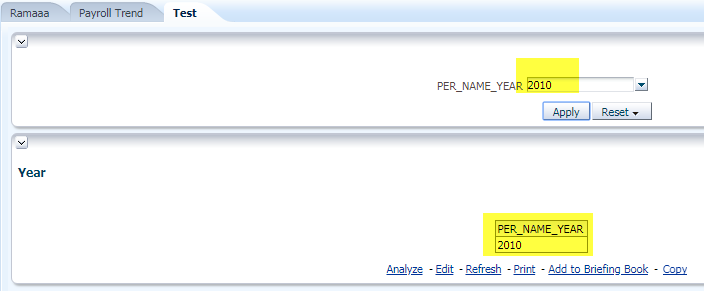 Ramaaa Payroll Trend Test
PER_NAME_YEAR 2010
Apply Reset
Year
PER_NAME_YEAR
2010
Analyze - Edit - Refresh - Print - Add to Briefing Book - Copy